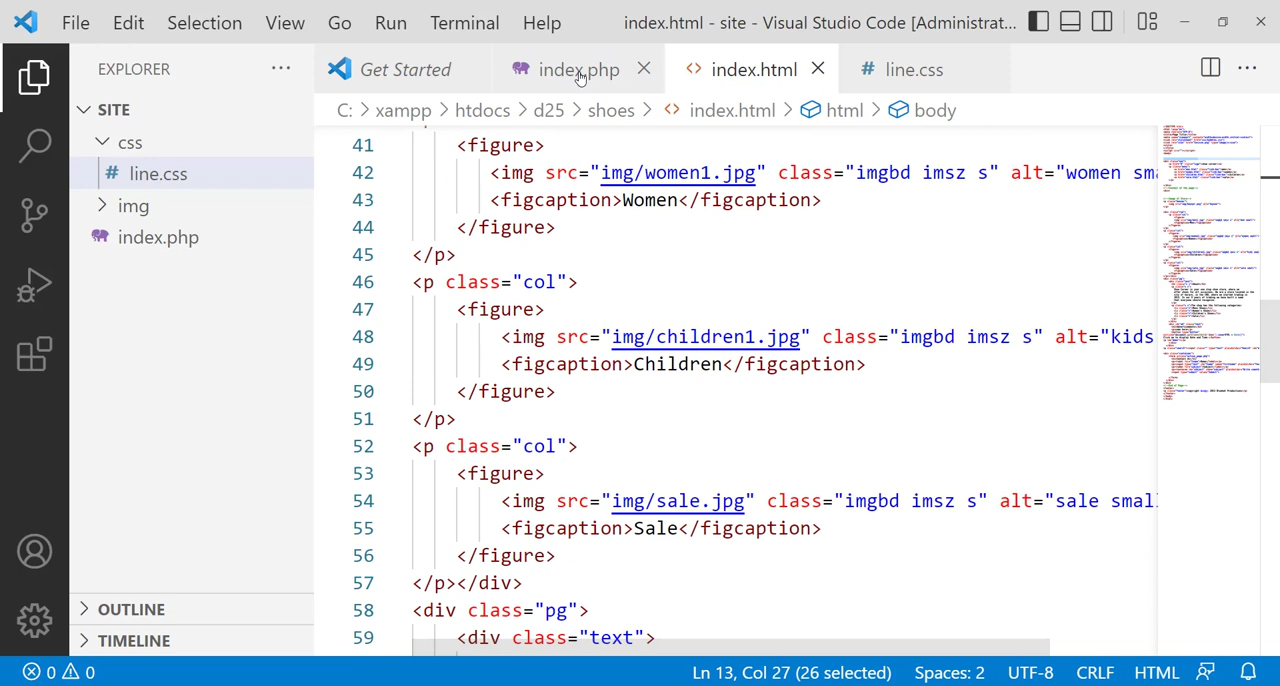 File Edit Selection View Go Run Terminal Help index.html - site - Visual Studio Code [Administrat...
EXPLORER ...
Get Started index.php index.html # line.css ...
C: > xampp > htdocs > d25 > shoes > <> index.html > html > body
SITE
css
# line.css
img
index.php
OUTLINE
TIMELINE
41 <figure>
42 <img src="img/women1.jpg" class="imgbd imsz s" alt="women sma
43 <figcaption>Women</figcaption>
44 </figure>
45 </p>
46 <p class="col">
47 <figure>
48 <img src="img/children1.jpg" class="imgbd imsz s" alt="kids
49 <figcaption>Children</figcaption>
50 </figure>
51 </p>
52 <p class="col">
53 <figure>
54 <img src="img/sale.jpg" class="imgbd imsz s" alt="sale small
55 <figcaption>Sale</figcaption>
56 </figure>
57 </p></div>
58 <div class="pg">
59 <div class="text">
0 0 Ln 13, Col 27 (26 selected) Spaces: 2 UTF-8 CRLF HTML